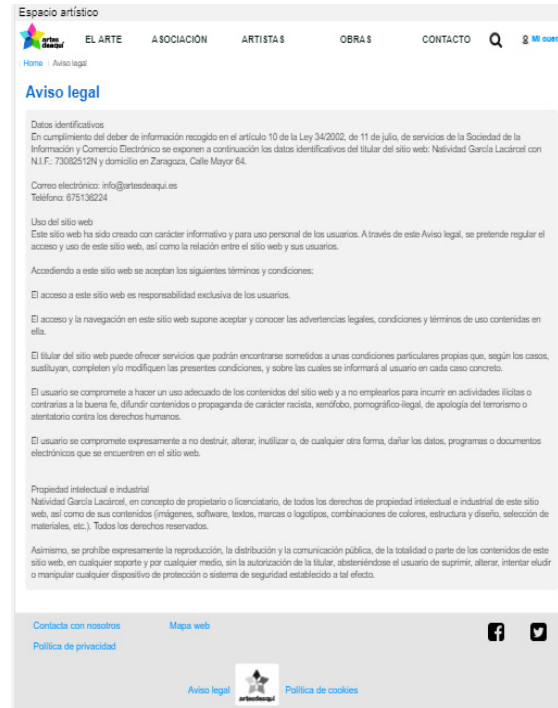 Espacio artístico
artes
deaquí
EL ARTE ASOCIACIÓN ARTISTAS OBRAS CONTACTO Mi cuen
Home | Aviso legal
Aviso legal
Datos identificativos
En cumplimiento del deber de información recogido en el artículo 10 de la Ley 34/2002, de 11 de julio, de servicios de la Sociedad de la
Información y Comercio Electrónico se exponen a continuación los datos identificativos del titular del sitio web: Natividad García Lacárcel con
N.I.F.: 73082512N y domicilio en Zaragoza, Calle Mayor 64.
Correo electrónico: info@artesdeaqui.es
Teléfono: 675138224
Uso del sitio web
Este sitio web ha sido creado con carácter informativo y para uso personal de los usuarios. A través de este Aviso legal, se pretende regular el
acceso y uso de este sitio web, así como la relación entre el sitio web y sus usuarios.
Accediendo a este sitio web se aceptan los siguientes términos y condiciones:
El acceso a este sitio web es responsabilidad exclusiva de los usuarios.
El acceso y la navegación en este sitio web supone aceptar y conocer las advertencias legales, condiciones y términos de uso contenidas en
ella.
El titular del sitio web puede ofrecer servicios que podrán encontrarse sometidos a unas condiciones particulares propias que, según los casos,
sustituyan, completen y/o modifiquen las presentes condiciones, y sobre las cuales se informará al usuario en cada caso concreto.
El usuario se compromete a hacer un uso adecuado de los contenidos del sitio web y a no emplearlos para incurrir en actividades ilícitas o
contrarias a la buena fe, difundir contenidos o propaganda de carácter racista, xenófobo, pornográfico-ilegal, de apología del terrorismo o
atentatorio contra los derechos humanos.
El usuario se compromete expresamente a no destruir, alterar, inutilizar o, de cualquier otra forma, dañar los datos, programas o documentos
electrónicos que se encuentren en el sitio web.
Propiedad intelectual e industrial
Natividad García Lacárcel, en concepto de propietario o licenciatario, de todos los derechos de propiedad intelectual e industrial de este sitio
web, así como de sus contenidos (imágenes, software, textos, marcas o logotipos, combinaciones de colores, estructura y diseño, selección de
materiales, etc.). Todos los derechos reservados.
Asimismo, se prohíbe expresamente la reproducción, la distribución y la comunicación pública, de la totalidad o parte de los contenidos de este
sitio web, en cualquier soporte y por cualquier medio, sin la autorización de la titular, absteniéndose el usuario de suprimir, alterar, intentar eludir
o manipular cualquier dispositivo de protección o sistema de seguridad establecido a tal efecto.
Contacta con nosotros Mapa web
Política de privacidad
Aviso legal artesdeaquí Política de cookies